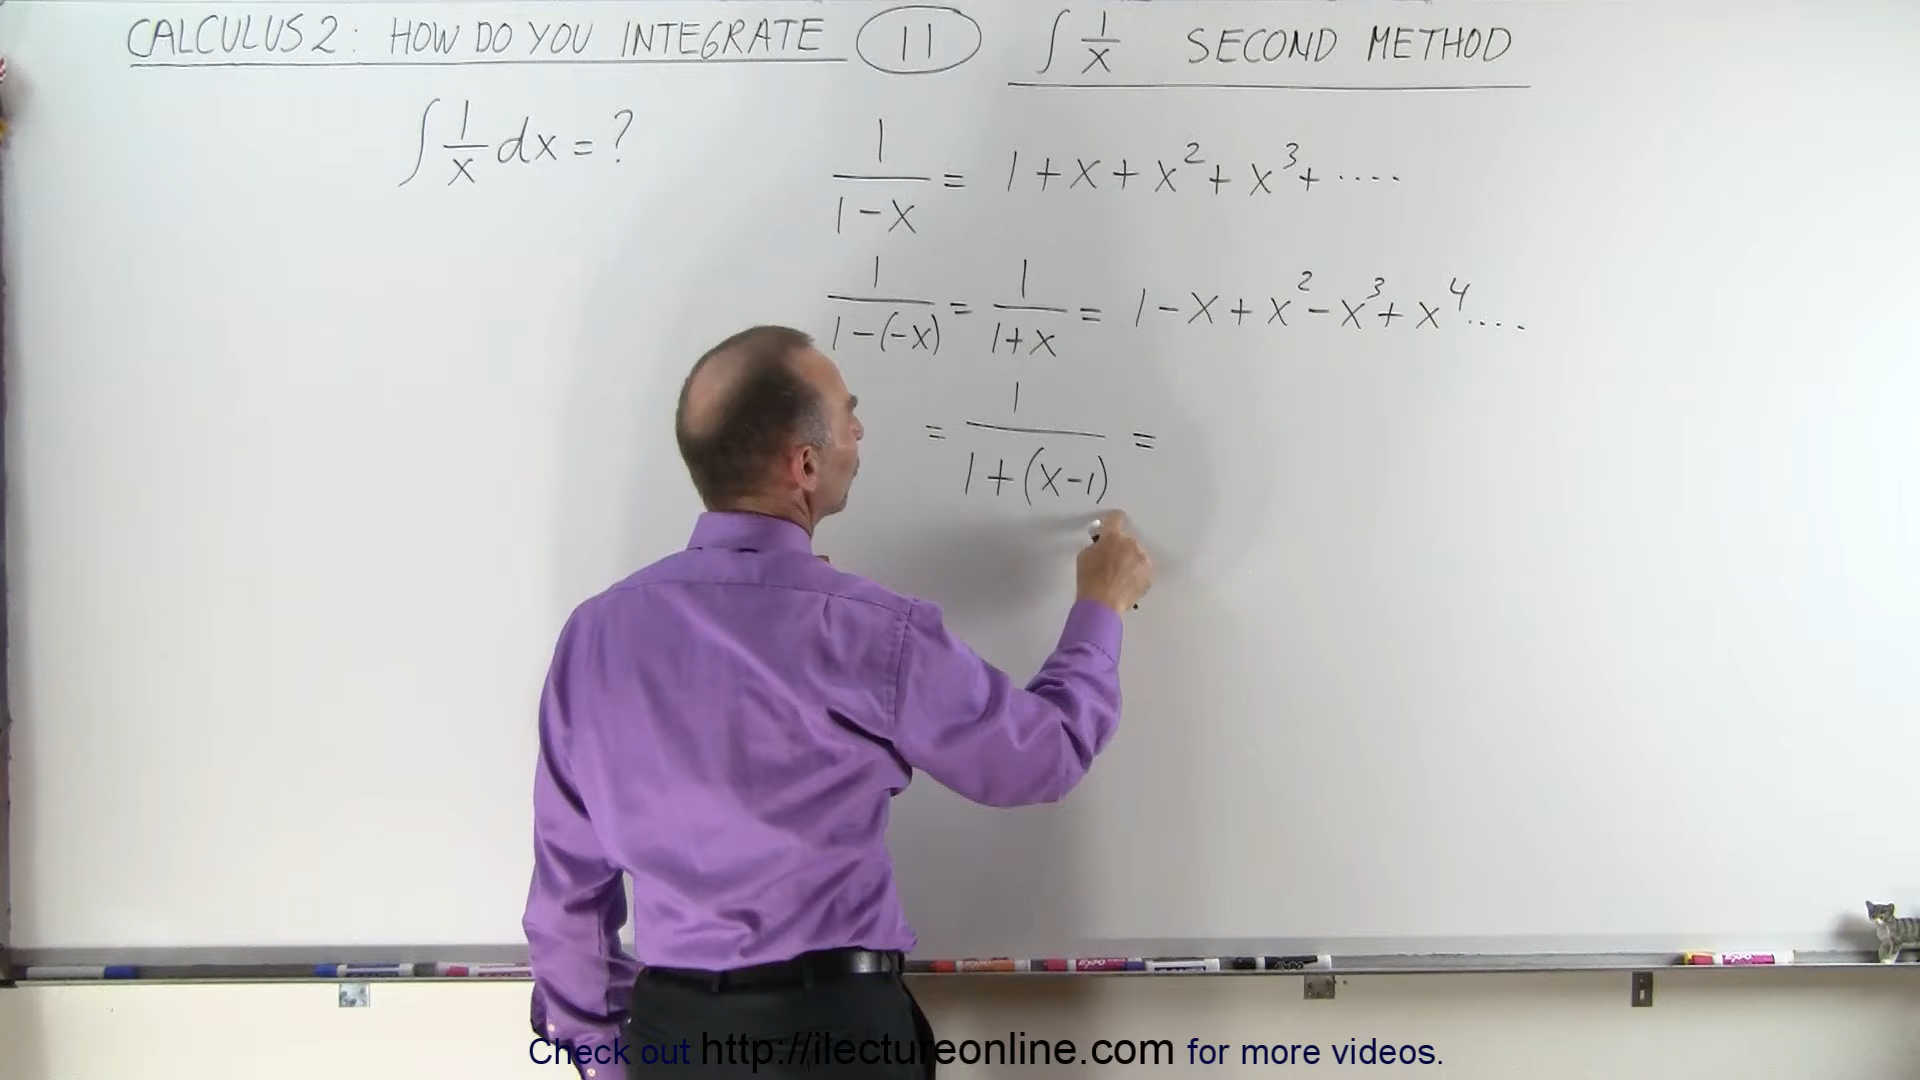 CALCULUS 2: HOW DO YOU INTEGRATE 11 ∫ 1/x SECOND METHOD
∫ 1/x dx = ?
1/(1-x) = 1 + x + x² + x³ + ....
1/(1-(-x)) = 1/(1+x) = 1 - x + x² - x³ + x⁴ ....
= 1/(1+(x-1)) =
Check out http://ilectureonline.com for more videos.